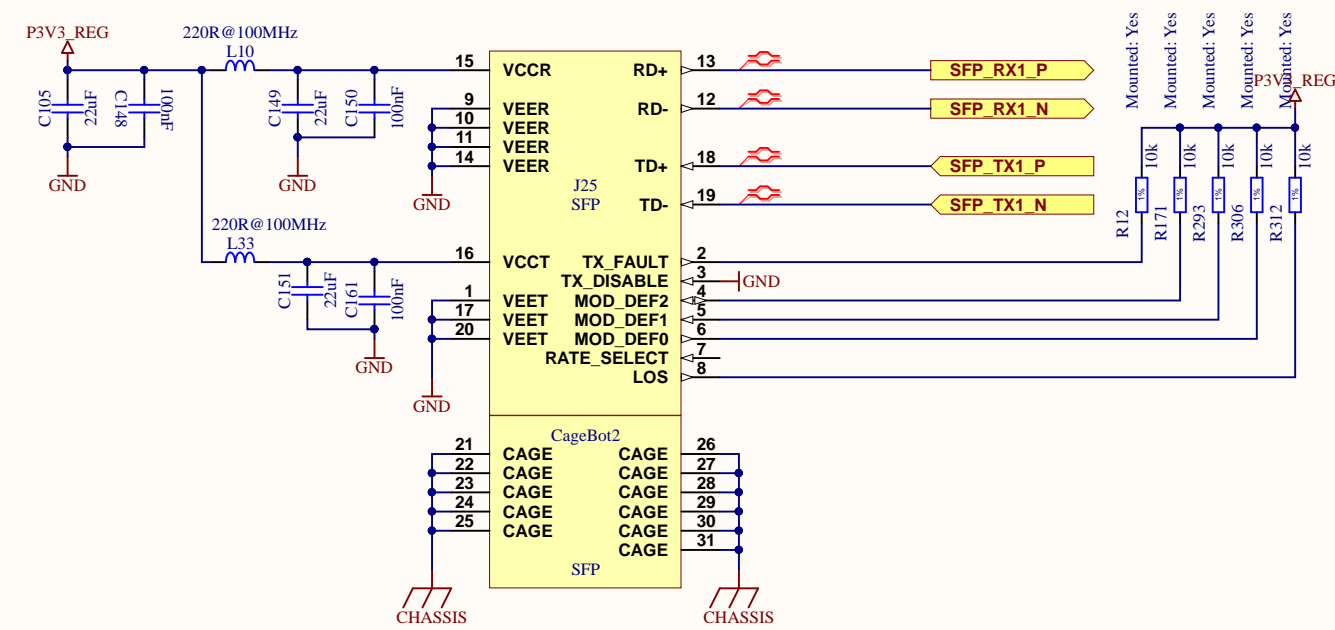 P3V3_REG
220R@100MHz
L10
C105
22uF
C148
100nF
C149
22uF
C150
100nF
GND
GND
220R@100MHz
L33
C151
22uF
C161
100nF
GND
15 VCCR
9 VEER
10 VEER
11 VEER
14 VEER
GND
16 VCCT
1 VEET
17 VEET
20 VEET
GND
J25
SFP
RD+ 13 SFP_RX1_P
RD- 12 SFP_RX1_N
TD+ 18 SFP_TX1_P
TD- 19 SFP_TX1_N
TX_FAULT 2
TX_DISABLE 3 GND
MOD_DEF2 4
MOD_DEF1 5
MOD_DEF0 6
RATE_SELECT 7
LOS 8
Mounted: Yes
Mounted: Yes
Mounted: Yes
Mounted: Yes
Mounted: Yes
P3V3_REG
10k
10k
10k
10k
10k
1%
1%
1%
1%
1%
R12
R171
R293
R306
R312
CageBot2
21 CAGE CAGE 26
22 CAGE CAGE 27
23 CAGE CAGE 28
24 CAGE CAGE 29
25 CAGE CAGE 30
CAGE 31
SFP
CHASSIS
CHASSIS